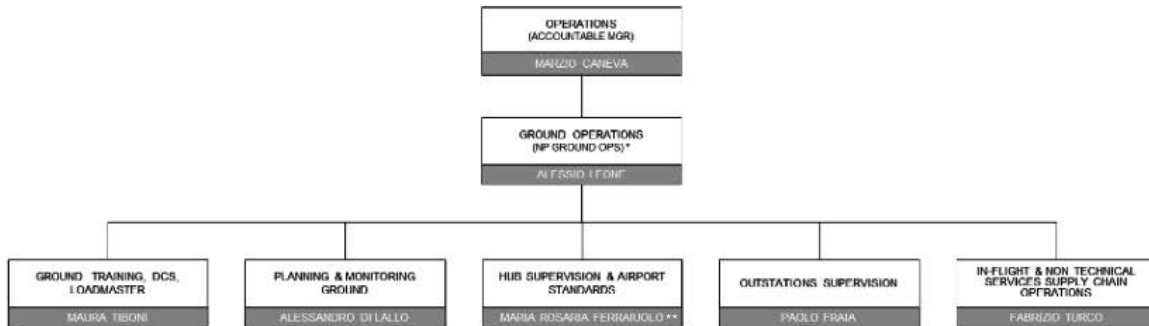 OPERATIONS
(ACCOUNTABLE MGR)
MARZIO CANEVA
GROUND OPERATIONS
(NP GROUND OPS)*
ALESSIO LEONE
GROUND TRAINING, DCS,
LOADMASTER
MAURA TIBONI
PLANNING & MONITORING
GROUND
ALESSANDRO DI LALLO
HUB SUPERVISION & AIRPORT
STANDARDS
MARIA ROSARIA FERRAIUOLO**
OUTSTATIONS SUPERVISION
PAOLO FRAIA
IN-FLIGHT & NON TECHNICAL
SERVICES SUPPLY CHAIN
OPERATIONS
FABRIZIO TURCO